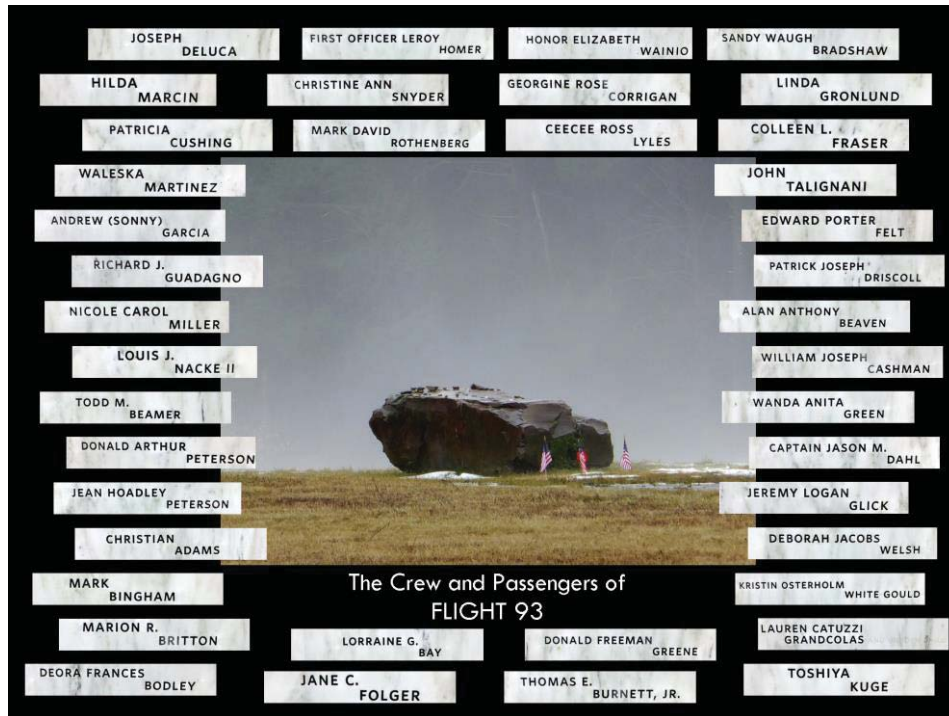 JOSEPH
DELUCA
FIRST OFFICER LEROY
HOMER
HONOR ELIZABETH
WAINIO
SANDY WAUGH
BRADSHAW
HILDA
MARCIN
CHRISTINE ANN
SNYDER
GEORGINE ROSE
CORRIGAN
LINDA
GRONLUND
PATRICIA
CUSHING
MARK DAVID
ROTHENBERG
CEECEE ROSS
LYLES
COLLEEN L.
FRASER
WALESKA
MARTINEZ
JOHN
TALIGNANI
ANDREW (SONNY)
GARCIA
EDWARD PORTER
FELT
RICHARD J.
GUADAGNO
PATRICK JOSEPH
DRISCOLL
NICOLE CAROL
MILLER
ALAN ANTHONY
BEAVEN
LOUIS J.
NACKE II
WILLIAM JOSEPH
CASHMAN
TODD M.
BEAMER
WANDA ANITA
GREEN
DONALD ARTHUR
PETERSON
CAPTAIN JASON M.
DAHL
JEAN HOADLEY
PETERSON
JEREMY LOGAN
GLICK
CHRISTIAN
ADAMS
DEBORAH JACOBS
WELSH
MARK
BINGHAM
The Crew and Passengers of
FLIGHT 93
KRISTIN OSTERHOLM
WHITE GOULD
MARION R.
BRITTON
LORRAINE G.
BAY
DONALD FREEMAN
GREENE
LAUREN CATUZZI
GRANDCOLAS
DEORA FRANCES
BODLEY
JANE C.
FOLGER
THOMAS E.
BURNETT, JR.
TOSHIYA
KUGE